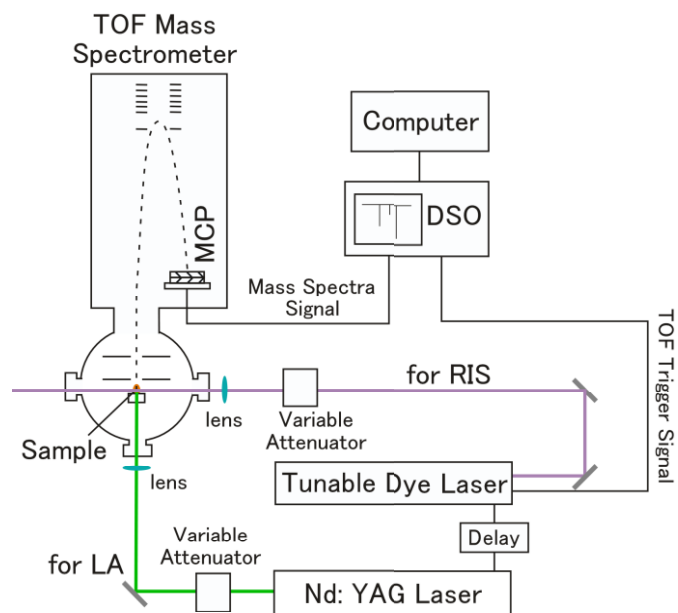 TOF Mass
Spectrometer
Computer
DSO
MCP
Mass Spectra
Signal
TOF Trigger Signal
for RIS
lens
Variable
Attenuator
Sample
lens
Tunable Dye Laser
Delay
Variable
Attenuator
for LA
Nd: YAG Laser